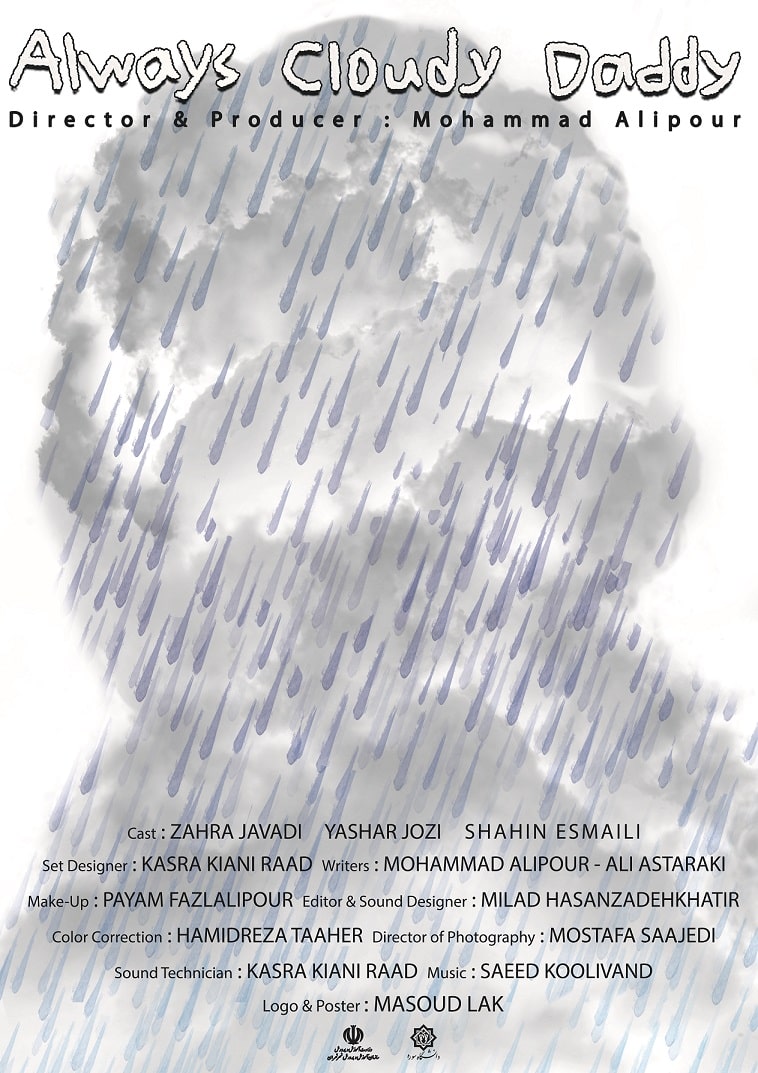 Always Cloudy Daddy
Director & Producer : Mohammad Alipour
Cast : ZAHRA JAVADI YASHAR JOZI SHAHIN ESMAILI
Set Designer : KASRA KIANI RAAD Writers : MOHAMMAD ALIPOUR - ALI ASTARAKI
Make-Up : PAYAM FAZLALIPOUR Editor & Sound Designer : MILAD HASANZADEHKHATIR
Color Correction : HAMIDREZA TAAHER Director of Photography : MOSTAFA SAAJEDI
Sound Technician : KASRA KIANI RAAD Music : SAEED KOOLIVAND
Logo & Poster : MASOUD LAK
دانشگاه سوره